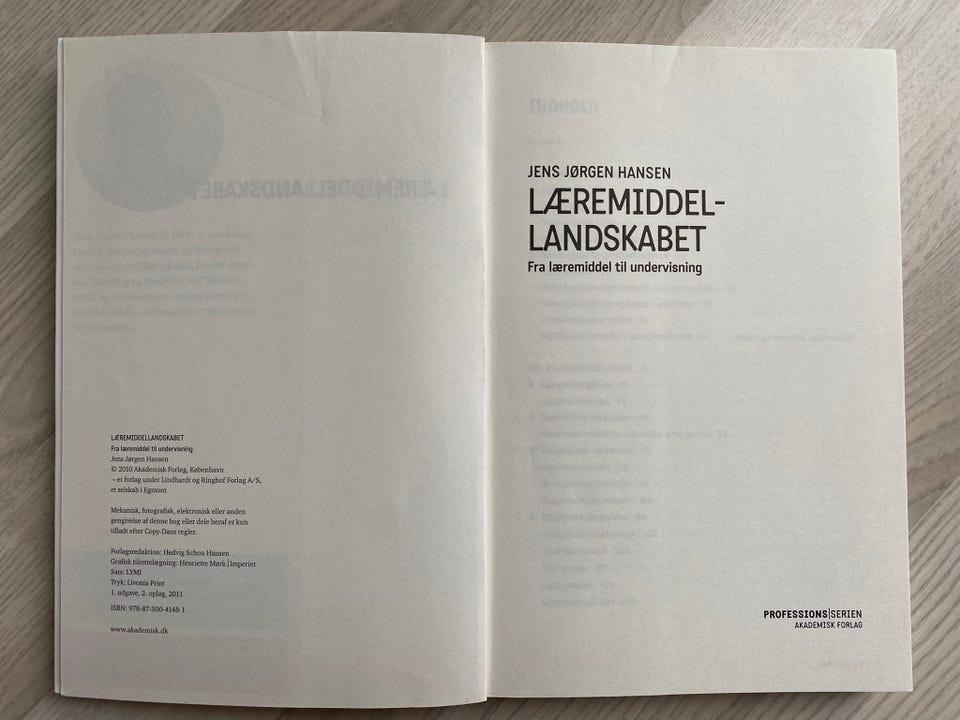 LÆREMIDDELLANDSKABET
Fra læremiddel til undervisning
Jens Jørgen Hansen
© 2010 Akademisk Forlag, København
– et forlag under Lindhardt og Ringhof Forlag A/S,
et selskab i Egmont
Mekanisk, fotografisk, elektronisk eller anden
gengivelse af denne bog eller dele heraf er kun
tilladt efter Copy-Dans regler.
Forlagsredaktion: Hedvig Schou Hansen
Grafisk tilrettelægning: Henriette Mørk|Imperiet
Sats: LYMI
Tryk: Livonia Print
1. udgave, 2. oplag, 2011
ISBN: 978-87-500-4148-1
www.akademisk.dk
JENS JØRGEN HANSEN
LÆREMIDDEL-
LANDSKABET
Fra læremiddel til undervisning
PROFESSIONS|SERIEN
AKADEMISK FORLAG